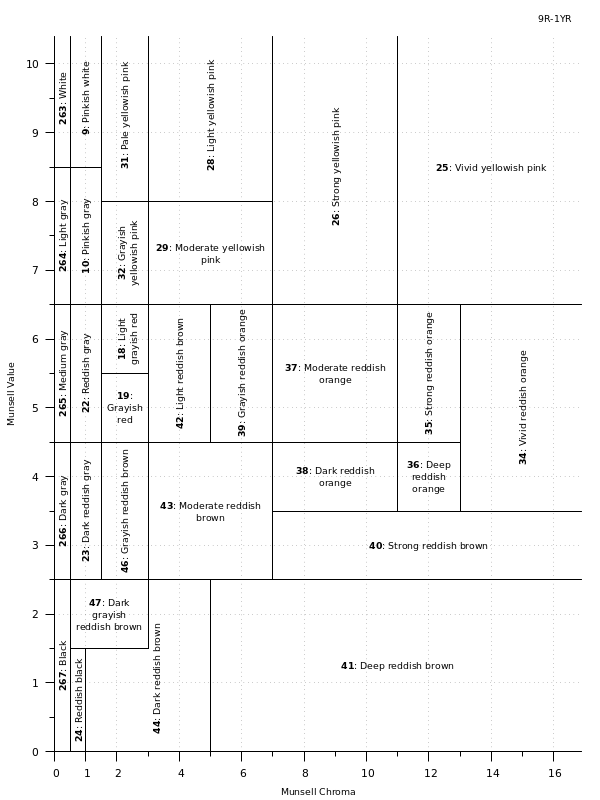 9R-1YR
10
9
8
7
6
5
4
3
2
1
0
Munsell Value
263: White
9: Pinkish white
31: Pale yellowish pink
28: Light yellowish pink
26: Strong yellowish pink
25: Vivid yellowish pink
264: Light gray
10: Pinkish gray
32: Grayish
yellowish pink
29: Moderate yellowish
pink
265: Medium gray
22: Reddish gray
18: Light
grayish red
19:
Grayish
red
42: Light reddish brown
39: Grayish reddish orange
37: Moderate reddish
orange
35: Strong reddish orange
34: Vivid reddish orange
266: Dark gray
23: Dark reddish gray
46: Grayish reddish brown
43: Moderate reddish
brown
38: Dark reddish
orange
36: Deep
reddish
orange
40: Strong reddish brown
267: Black
47: Dark
grayish
reddish brown
24: Reddish black
44: Dark reddish brown
41: Deep reddish brown
0 1 2 4 6 8 10 12 14 16
Munsell Chroma